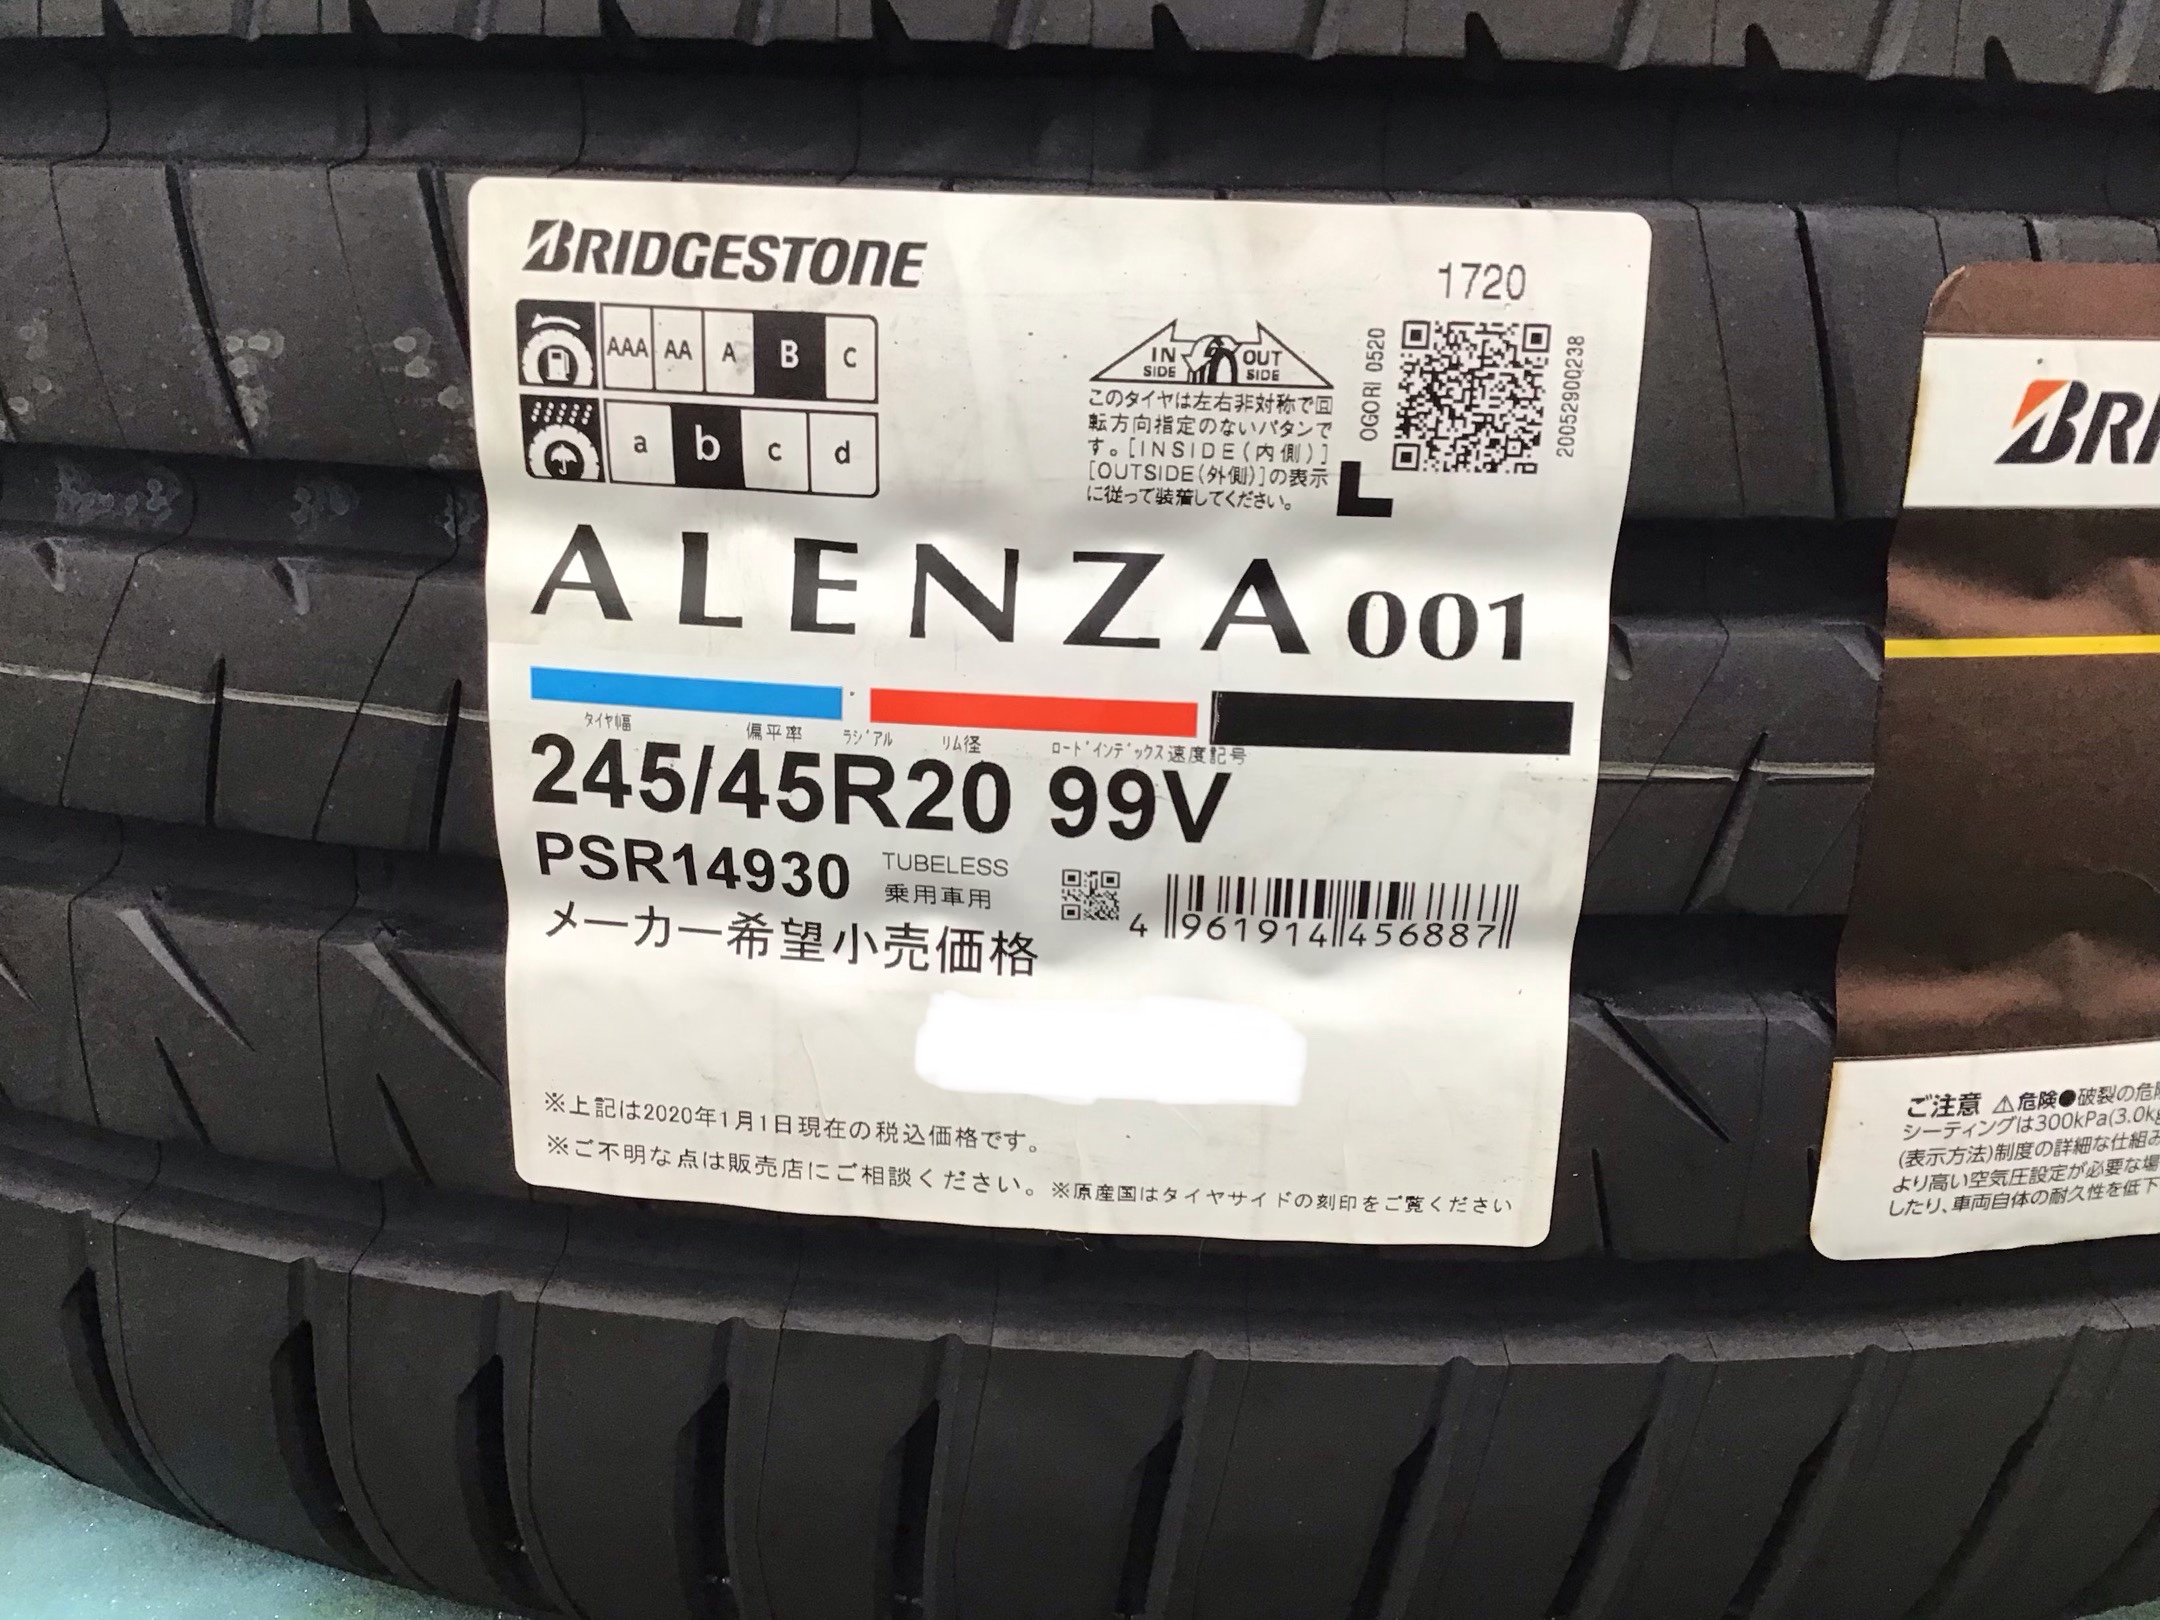 BRIDGESTONE
1720
AAA AA A B C
a b c d
IN SIDE OUT SIDE
このタイヤは左右非対称で回
転方向指定のないパタンで
す。[INSIDE(内側)]
[OUTSIDE(外側)]の表示
に従って装着してください。
L
OGORI 0520
200529000238
ALENZA 001
タイヤ幅 偏平率 ラジアル リム径 ロードインデックス 速度記号
245/45R20 99V
PSR14930 TUBELESS
乗用車用
4 961914 456887
メーカー希望小売価格
※上記は2020年1月1日現在の税込価格です。
※ご不明な点は販売店にご相談ください。※原産国はタイヤサイドの刻印をご覧ください
BRI
ご注意 ⚠危険●破裂の危険
シーティングは300kPa(3.0kg
(表示方法)制度の詳細な仕組み
より高い空気圧設定が必要な場
したり、車両自体の耐久性を低下